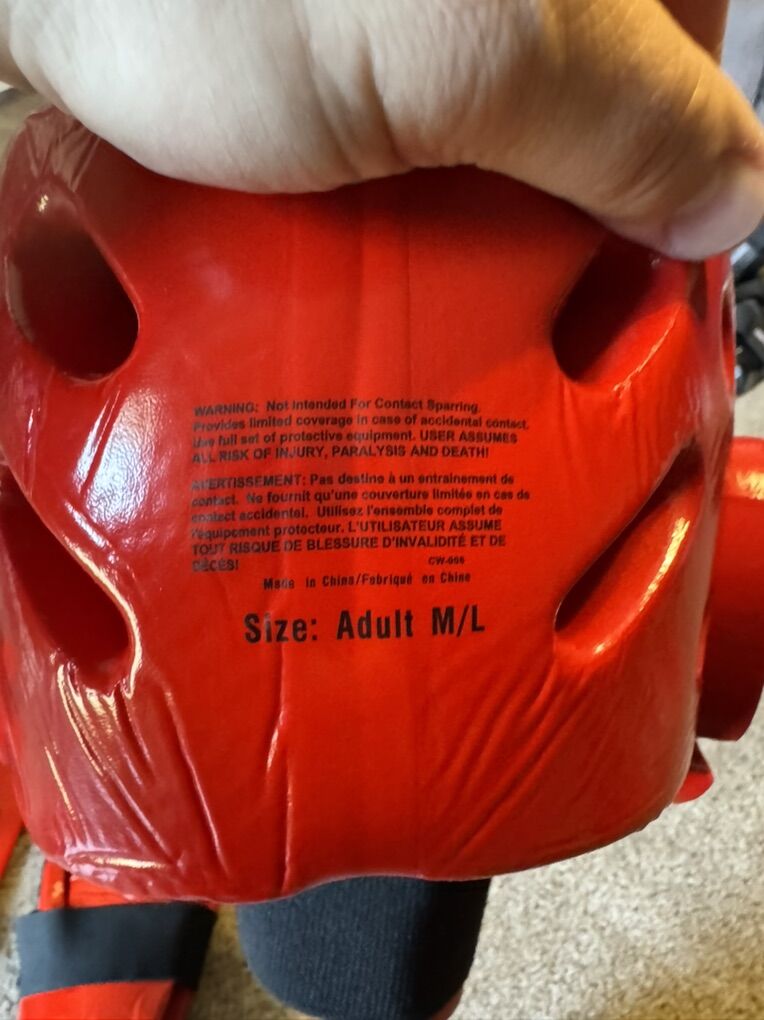 WARNING: Not Intended For Contact Sparring.
Provides limited coverage in case of accidental contact.
Use full set of protective equipment. USER ASSUMES
ALL RISK OF INJURY, PARALYSIS AND DEATH!
AVERTISSEMENT: Pas destino à un entrainement de
contact. Ne fournit qu'une couverture limitée en cas de
contact accidentel. Utilisez l'ensemble complet de
l'équipement protecteur. L'UTILISATEUR ASSUME
TOUT RISQUE DE BLESSURE D'INVALIDITÉ ET DE
DÉCÈS!
Made in China/Fabriqué en Chine
Size: Adult M/L